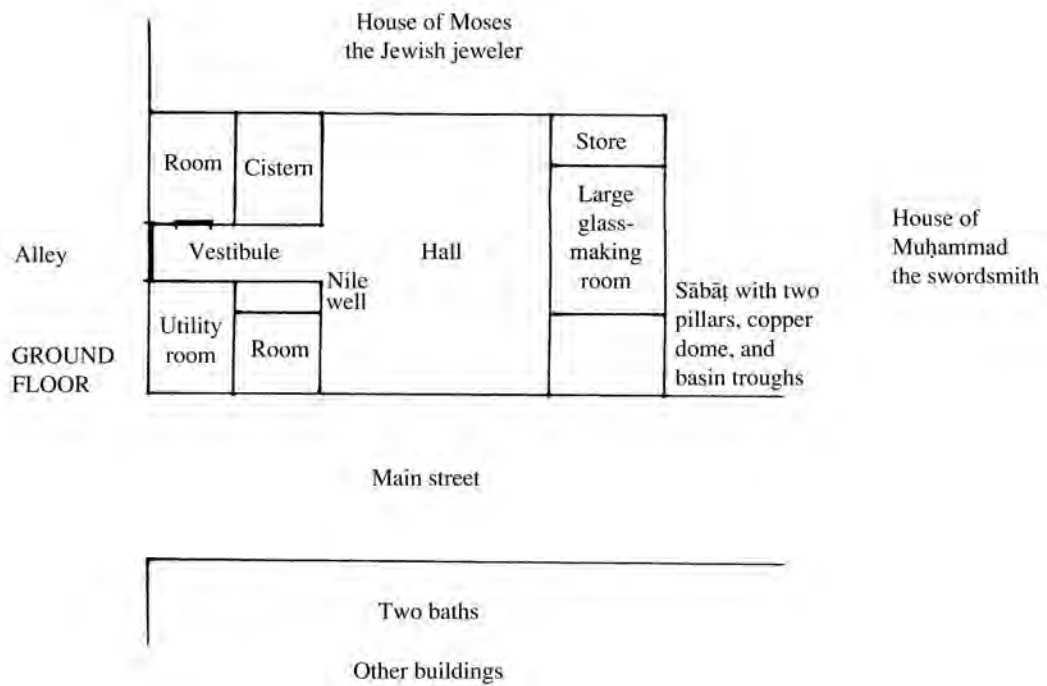 House of Moses
the Jewish jeweler
Room
Cistern
Store
Large
glass-
making
room
Alley
Vestibule
Hall
House of
Muḥammad
the swordsmith
Nile
well
Sābāṭ with two
pillars, copper
dome, and
basin troughs
Utility
room
Room
GROUND
FLOOR
Main street
Two baths
Other buildings